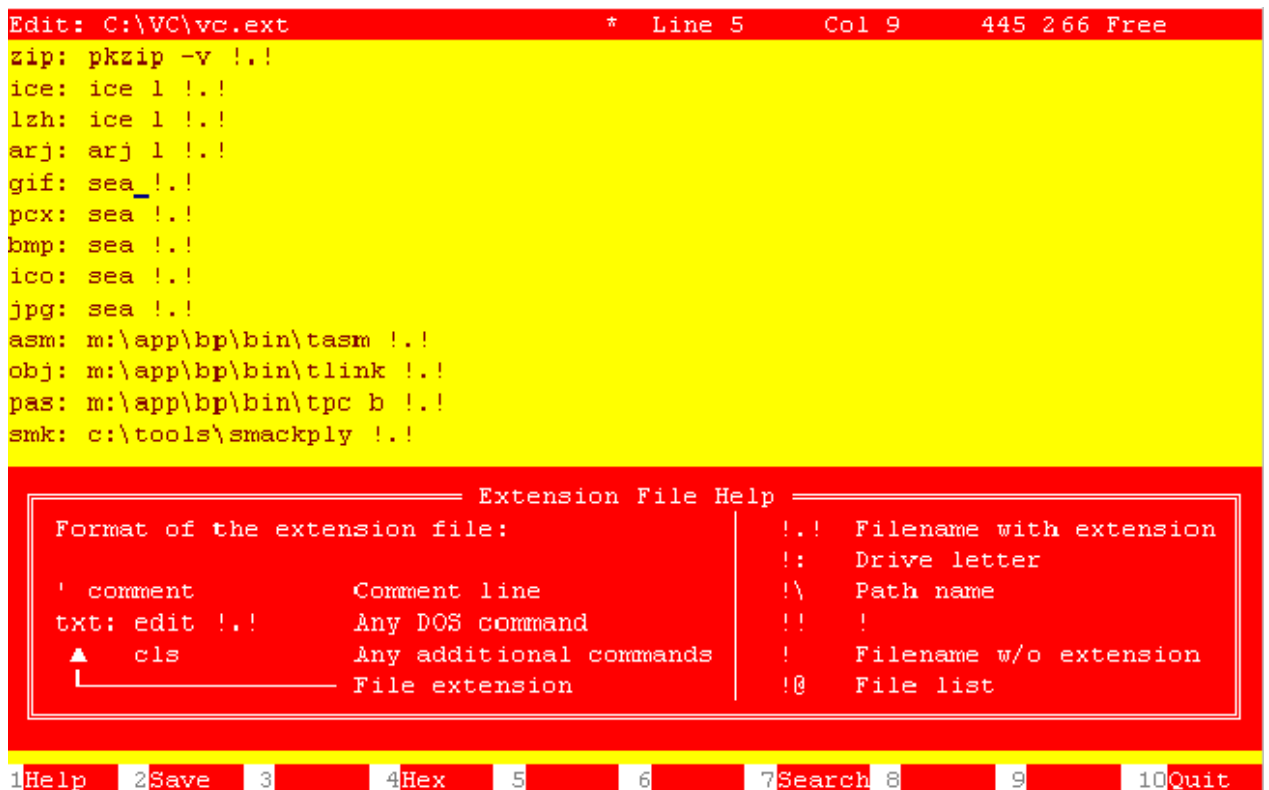 Edit: C:\VC\vc.ext * Line 5 Col 9 445 266 Free
zip: pkzip -v !.!
ice: ice l !.!
lzh: ice l !.!
arj: arj l !.!
gif: sea !.!
pcx: sea !.!
bmp: sea !.!
ico: sea !.!
jpg: sea !.!
asm: m:\app\bp\bin\tasm !.!
obj: m:\app\bp\bin\tlink !.!
pas: m:\app\bp\bin\tpc b !.!
smk: c:\tools\smackply !.!
Extension File Help
Format of the extension file: !.! Filename with extension
!: Drive letter
' comment Comment line !\ Path name
txt: edit !.! Any DOS command !! !
cls Any additional commands ! Filename w/o extension
File extension !@ File list
1Help 2Save 3 4Hex 5 6 7Search 8 9 10Quit